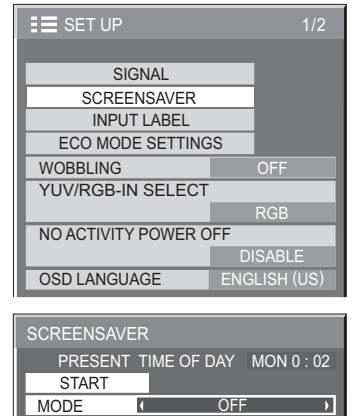 SET UP 1/2
SIGNAL
SCREENSAVER
INPUT LABEL
ECO MODE SETTINGS
WOBBLING OFF
YUV/RGB-IN SELECT
RGB
NO ACTIVITY POWER OFF
DISABLE
OSD LANGUAGE ENGLISH (US)
SCREENSAVER
PRESENT TIME OF DAY MON 0 : 02
START
MODE OFF